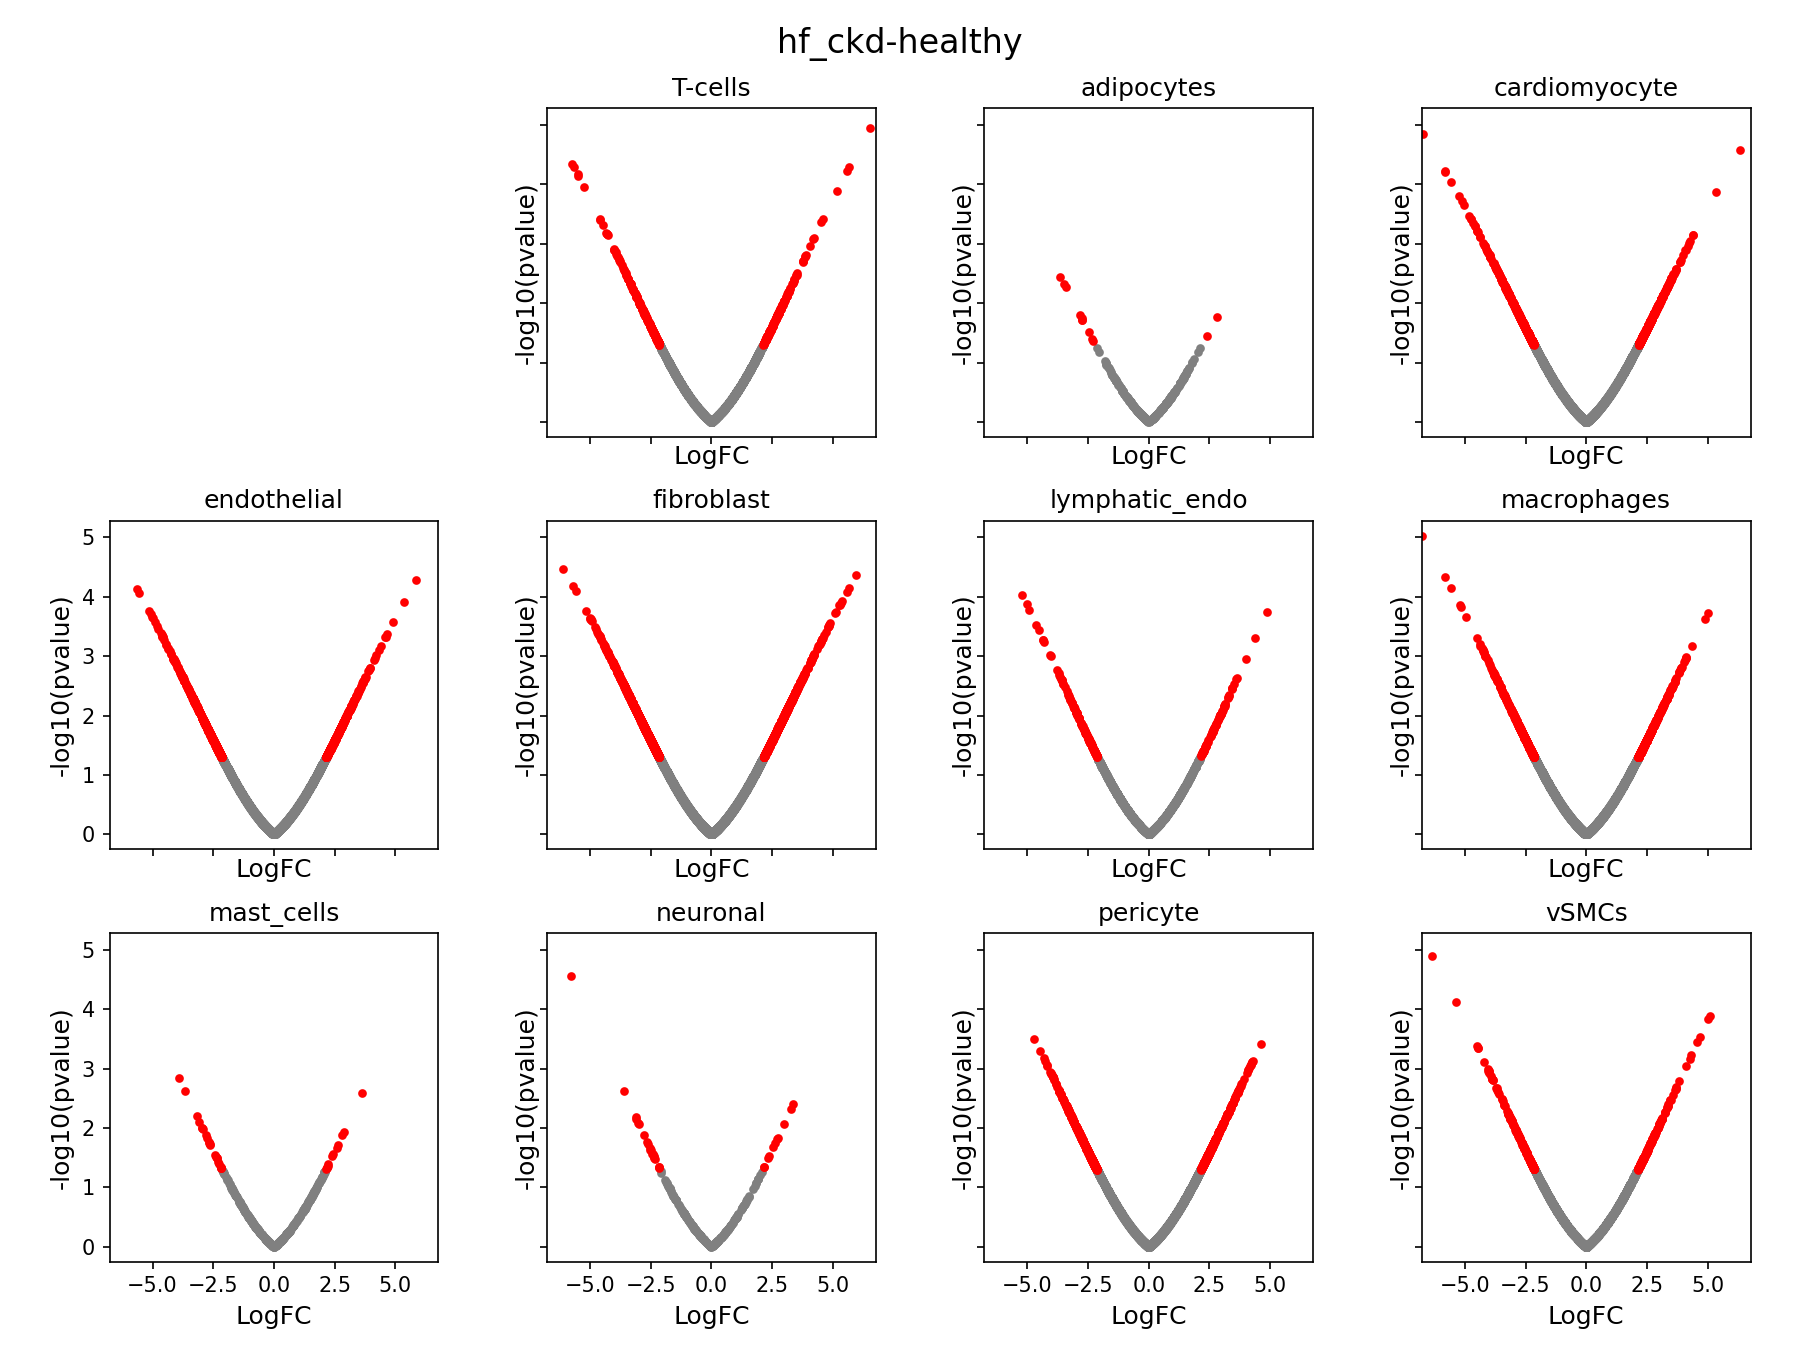 hf_ckd-healthy
T-cells
adipocytes
cardiomyocyte
-log10(pvalue)
-log10(pvalue)
-log10(pvalue)
LogFC
LogFC
LogFC
endothelial
fibroblast
lymphatic_endo
macrophages
5
4
3
2
1
0
-log10(pvalue)
-log10(pvalue)
-log10(pvalue)
-log10(pvalue)
LogFC
LogFC
LogFC
LogFC
mast_cells
neuronal
pericyte
vSMCs
5
4
3
2
1
0
-log10(pvalue)
-log10(pvalue)
-log10(pvalue)
-log10(pvalue)
−5.0 −2.5 0.0 2.5 5.0
−5.0 −2.5 0.0 2.5 5.0
−5.0 −2.5 0.0 2.5 5.0
−5.0 −2.5 0.0 2.5 5.0
LogFC
LogFC
LogFC
LogFC